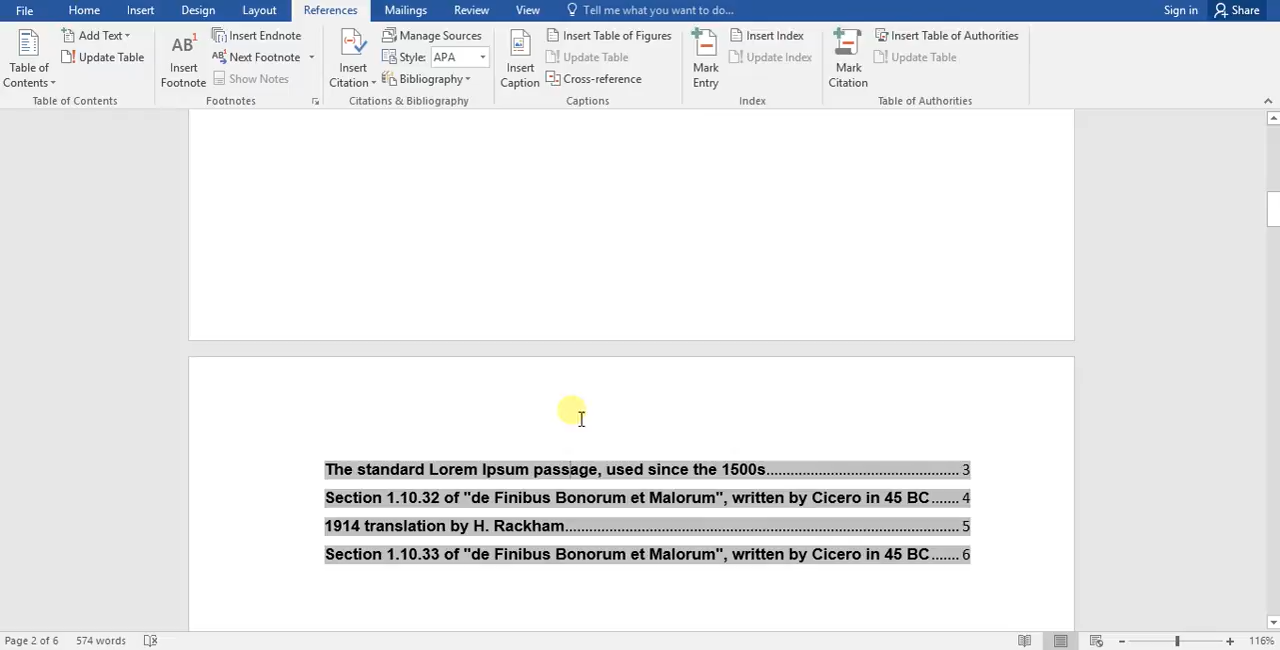 File Home Insert Design Layout References Mailings Review View Tell me what you want to do... Sign in Share
Table of Contents
Add Text
Update Table
Table of Contents
AB1 Insert Footnote
Insert Endnote
AB1 Next Footnote
Show Notes
Footnotes
Insert Citation
Manage Sources
Style: APA
Bibliography
Citations & Bibliography
Insert Caption
Insert Table of Figures
Update Table
Cross-reference
Captions
Mark Entry
Insert Index
Update Index
Index
Mark Citation
Insert Table of Authorities
Update Table
Table of Authorities
The standard Lorem Ipsum passage, used since the 1500s................................................ 3
Section 1.10.32 of "de Finibus Bonorum et Malorum", written by Cicero in 45 BC....... 4
1914 translation by H. Rackham................................................................................................. 5
Section 1.10.33 of "de Finibus Bonorum et Malorum", written by Cicero in 45 BC....... 6
Page 2 of 6 574 words 116%